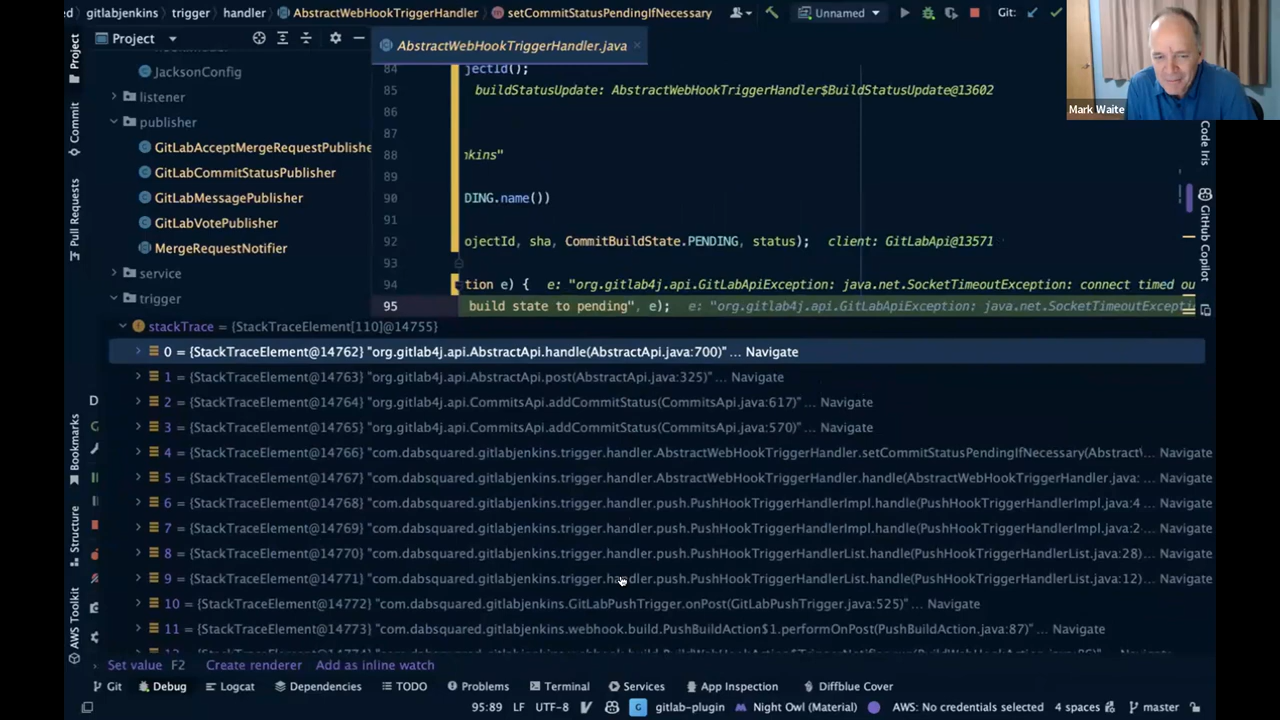 d › gitlabjenkins › trigger › handler › AbstractWebHookTriggerHandler › setCommitStatusPendingIfNecessary Unnamed Git:
Project AbstractWebHookTriggerHandler.java
Mark Waite
Project
Commit
Pull Requests
Bookmarks
Structure
AWS Toolkit
JacksonConfig
listener
publisher
GitLabAcceptMergeRequestPublishe
GitLabCommitStatusPublisher
GitLabMessagePublisher
GitLabVotePublisher
MergeRequestNotifier
service
trigger
84 jectId();
85 buildStatusUpdate: AbstractWebHookTriggerHandler$BuildStatusUpdate@13602
86
87
88 nkins"
90 DING.name())
91
92 ojectId, sha, CommitBuildState.PENDING, status); client: GitLabApi@13571
93
94 tion e) { e: "org.gitlab4j.api.GitLabApiException: java.net.SocketTimeoutException: connect timed ou
95 build state to pending", e); e: "org.gitlab4j.api.GitLabApiException: java.net.SocketTimeoutExcepti
Code Iris
GitHub Copilot
stackTrace = {StackTraceElement[110]@14755}
0 = {StackTraceElement@14762} "org.gitlab4j.api.AbstractApi.handle(AbstractApi.java:700)" ... Navigate
1 = {StackTraceElement@14763} "org.gitlab4j.api.AbstractApi.post(AbstractApi.java:325)" ... Navigate
2 = {StackTraceElement@14764} "org.gitlab4j.api.CommitsApi.addCommitStatus(CommitsApi.java:617)" ... Navigate
3 = {StackTraceElement@14765} "org.gitlab4j.api.CommitsApi.addCommitStatus(CommitsApi.java:570)" ... Navigate
4 = {StackTraceElement@14766} "com.dabsquared.gitlabjenkins.trigger.handler.AbstractWebHookTriggerHandler.setCommitStatusPendingIfNecessary(Abstract\ ... Navigate
5 = {StackTraceElement@14767} "com.dabsquared.gitlabjenkins.trigger.handler.AbstractWebHookTriggerHandler.handle(AbstractWebHookTriggerHandler.java: ... Navigate
6 = {StackTraceElement@14768} "com.dabsquared.gitlabjenkins.trigger.handler.push.PushHookTriggerHandlerImpl.handle(PushHookTriggerHandlerImpl.java:4 ... Navigate
7 = {StackTraceElement@14769} "com.dabsquared.gitlabjenkins.trigger.handler.push.PushHookTriggerHandlerImpl.handle(PushHookTriggerHandlerImpl.java:2 ... Navigate
8 = {StackTraceElement@14770} "com.dabsquared.gitlabjenkins.trigger.handler.push.PushHookTriggerHandlerList.handle(PushHookTriggerHandlerList.java:28) ... Navigate
9 = {StackTraceElement@14771} "com.dabsquared.gitlabjenkins.trigger.handler.push.PushHookTriggerHandlerList.handle(PushHookTriggerHandlerList.java:12) ... Navigate
10 = {StackTraceElement@14772} "com.dabsquared.gitlabjenkins.GitLabPushTrigger.onPost(GitLabPushTrigger.java:525)" ... Navigate
11 = {StackTraceElement@14773} "com.dabsquared.gitlabjenkins.webhook.build.PushBuildAction$1.performOnPost(PushBuildAction.java:87)" ... Navigate
Set value F2 Create renderer Add as inline watch
Git Debug Logcat Dependencies TODO Problems Terminal Services App Inspection Diffblue Cover
95:89 LF UTF-8 gitlab-plugin Night Owl (Material) AWS: No credentials selected 4 spaces master